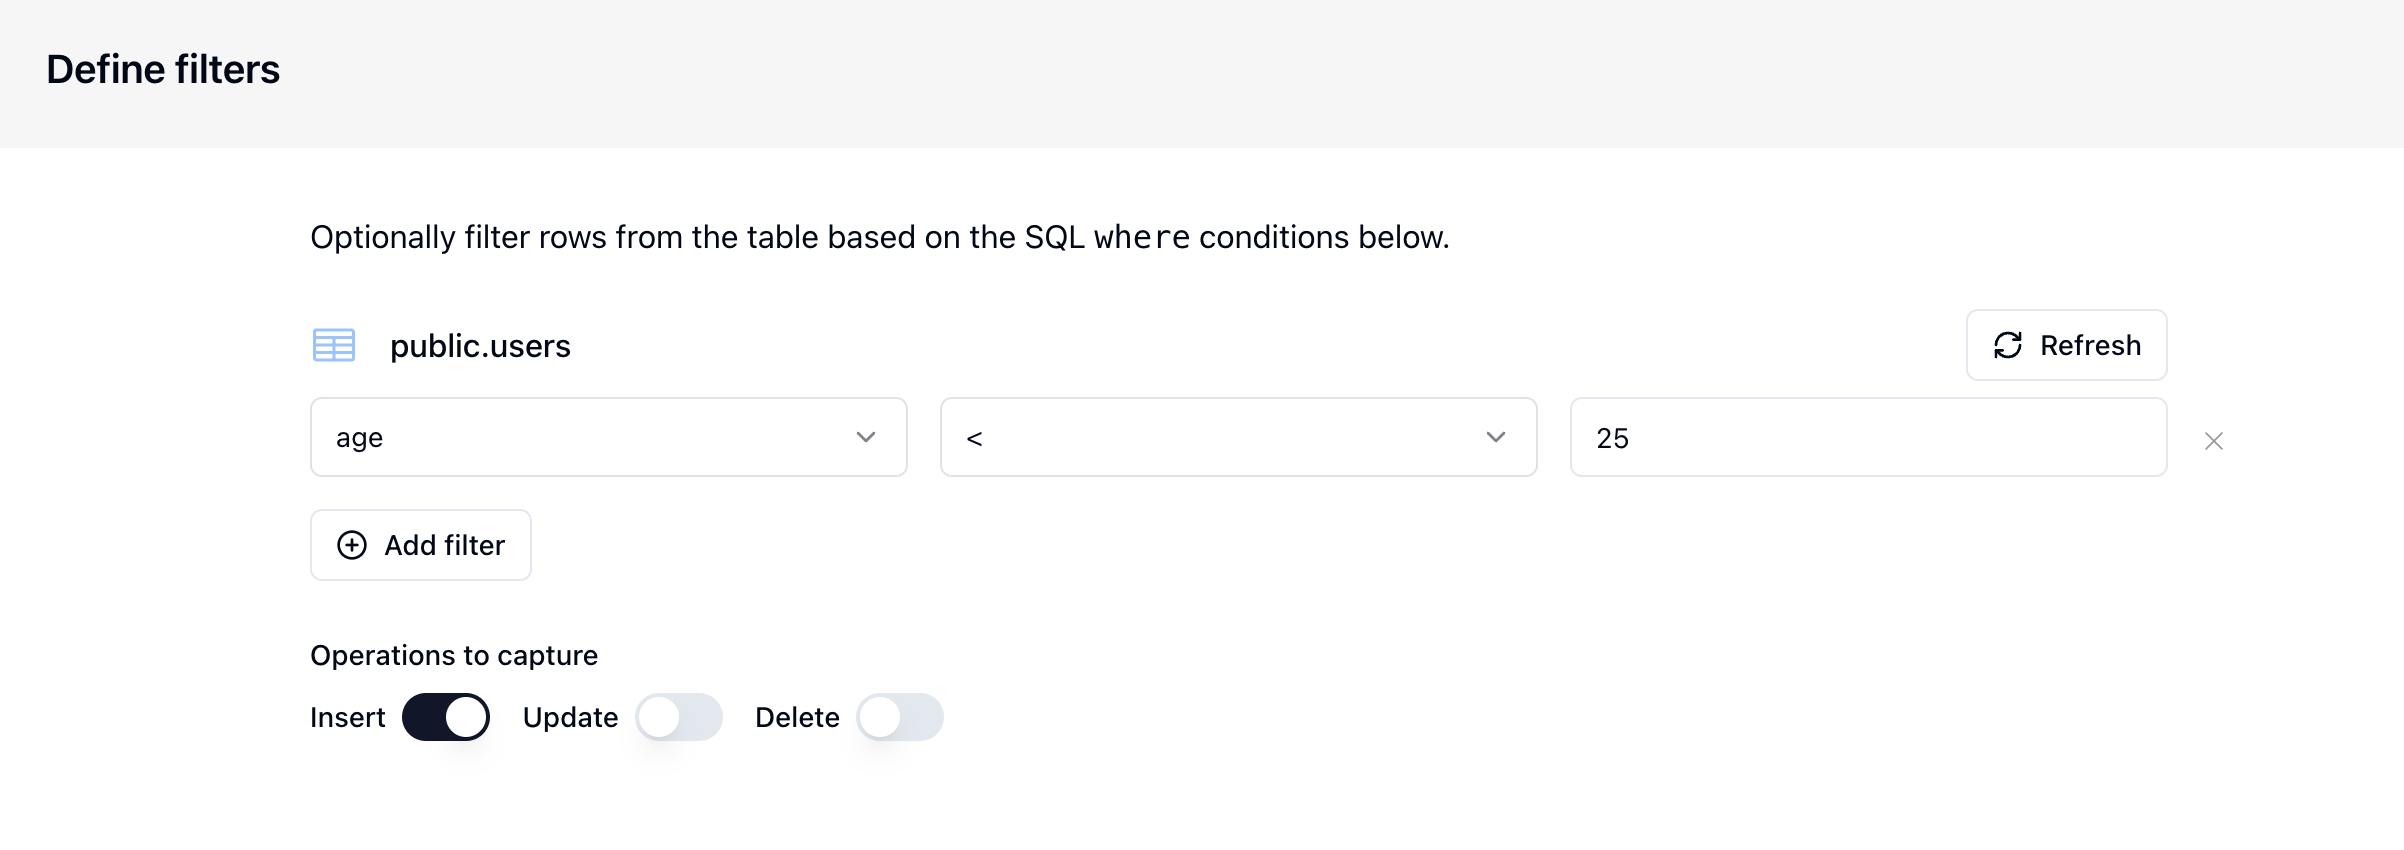 Define filters
Optionally filter rows from the table based on the SQL where conditions below.
public.users
Refresh
age
<
25
Add filter
Operations to capture
Insert
Update
Delete